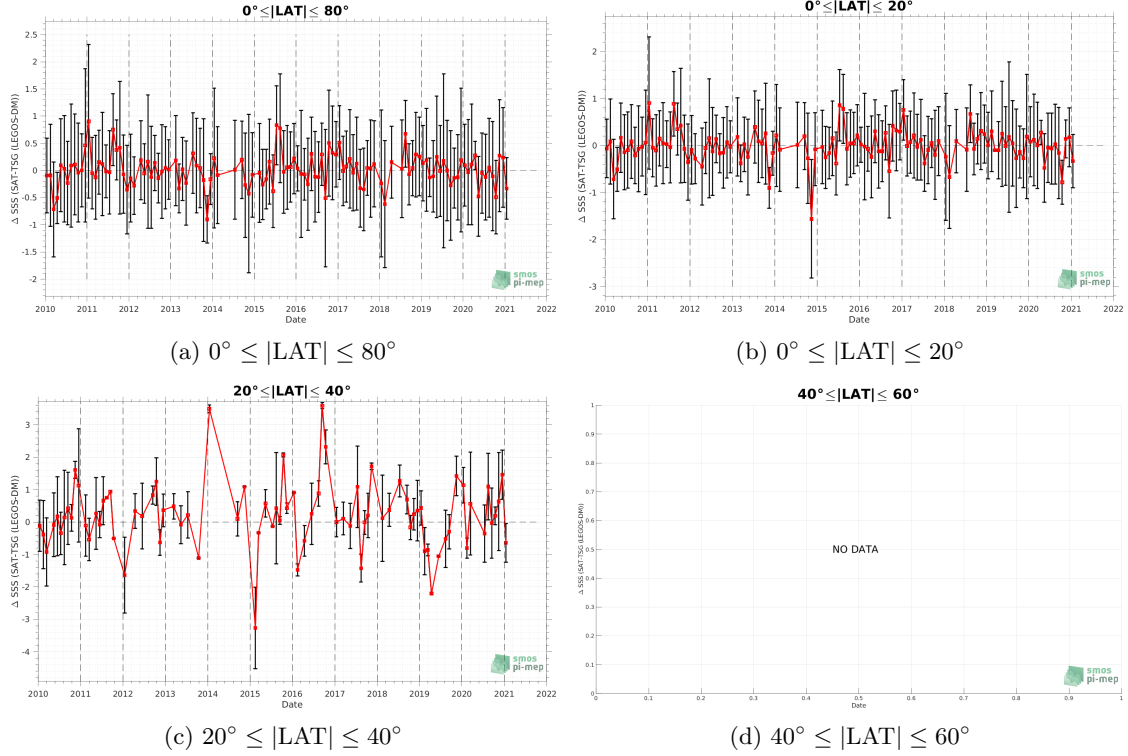 0°≤|LAT|≤ 80°
2.5
2
1.5
1
0.5
0
-0.5
-1
-1.5
-2
Δ SSS (SAT-TSG (LEGOS-DM))
2010 2011 2012 2013 2014 2015 2016 2017 2018 2019 2020 2021 2022
Date
smos
pi-mep
(a) 0° ≤ |LAT| ≤ 80°
0°≤|LAT|≤ 20°
2
1
0
-1
-2
-3
Δ SSS (SAT-TSG (LEGOS-DM))
2010 2011 2012 2013 2014 2015 2016 2017 2018 2019 2020 2021 2022
Date
smos
pi-mep
(b) 0° ≤ |LAT| ≤ 20°
20°≤|LAT|≤ 40°
3
2
1
0
-1
-2
-3
-4
Δ SSS (SAT-TSG (LEGOS-DM))
2010 2011 2012 2013 2014 2015 2016 2017 2018 2019 2020 2021 2022
Date
smos
pi-mep
(c) 20° ≤ |LAT| ≤ 40°
40°≤|LAT|≤ 60°
1
0.9
0.8
0.7
0.6
0.5
0.4
0.3
0.2
0.1
0
Δ SSS (SAT-TSG (LEGOS-DM))
NO DATA
0 0.1 0.2 0.3 0.4 0.5 0.6 0.7 0.8 0.9 1
Date
smos
pi-mep
(d) 40° ≤ |LAT| ≤ 60°